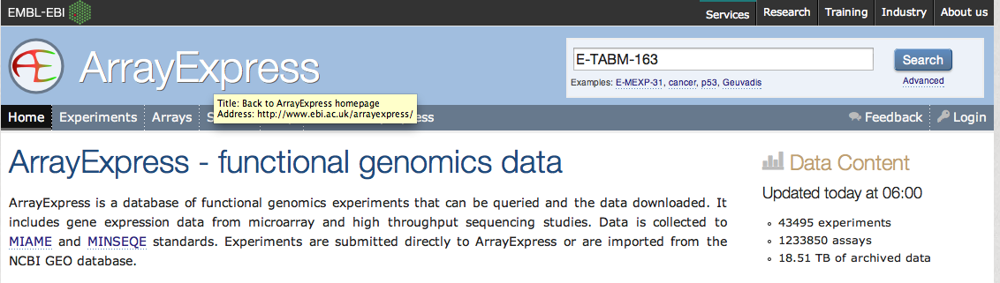 EMBL-EBI
Services Research Training Industry About us
ArrayExpress
E-TABM-163
Search
Examples: E-MEXP-31, cancer, p53, Geuvadis
Advanced
Title: Back to ArrayExpress homepage
Address: http://www.ebi.ac.uk/arrayexpress/
Home Experiments Arrays
Feedback Login
ArrayExpress - functional genomics data
ArrayExpress is a database of functional genomics experiments that can be queried and the data downloaded. It
includes gene expression data from microarray and high throughput sequencing studies. Data is collected to
MIAME and MINSEQE standards. Experiments are submitted directly to ArrayExpress or are imported from the
NCBI GEO database.
Data Content
Updated today at 06:00
43495 experiments
1233850 assays
18.51 TB of archived data